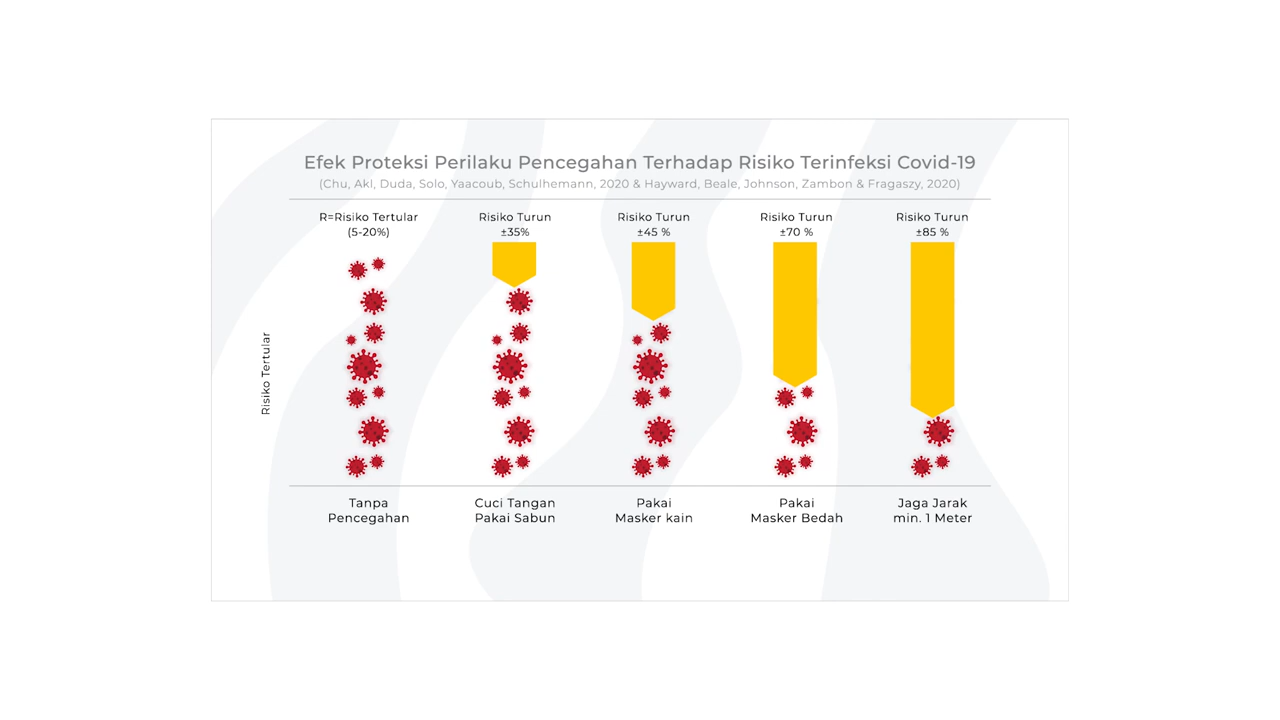 Efek Proteksi Perilaku Pencegahan Terhadap Risiko Terinfeksi Covid-19
(Chu, Akl, Duda, Solo, Yaacoub, Schulhemann, 2020 & Hayward, Beale, Johnson, Zambon & Fragaszy, 2020)
R=Risiko Tertular
(5-20%)
Risiko Turun
±35%
Risiko Turun
±45 %
Risiko Turun
±70 %
Risiko Turun
±85 %
Risiko Tertular
Tanpa
Pencegahan
Cuci Tangan
Pakai Sabun
Pakai
Masker kain
Pakai
Masker Bedah
Jaga Jarak
min. 1 Meter